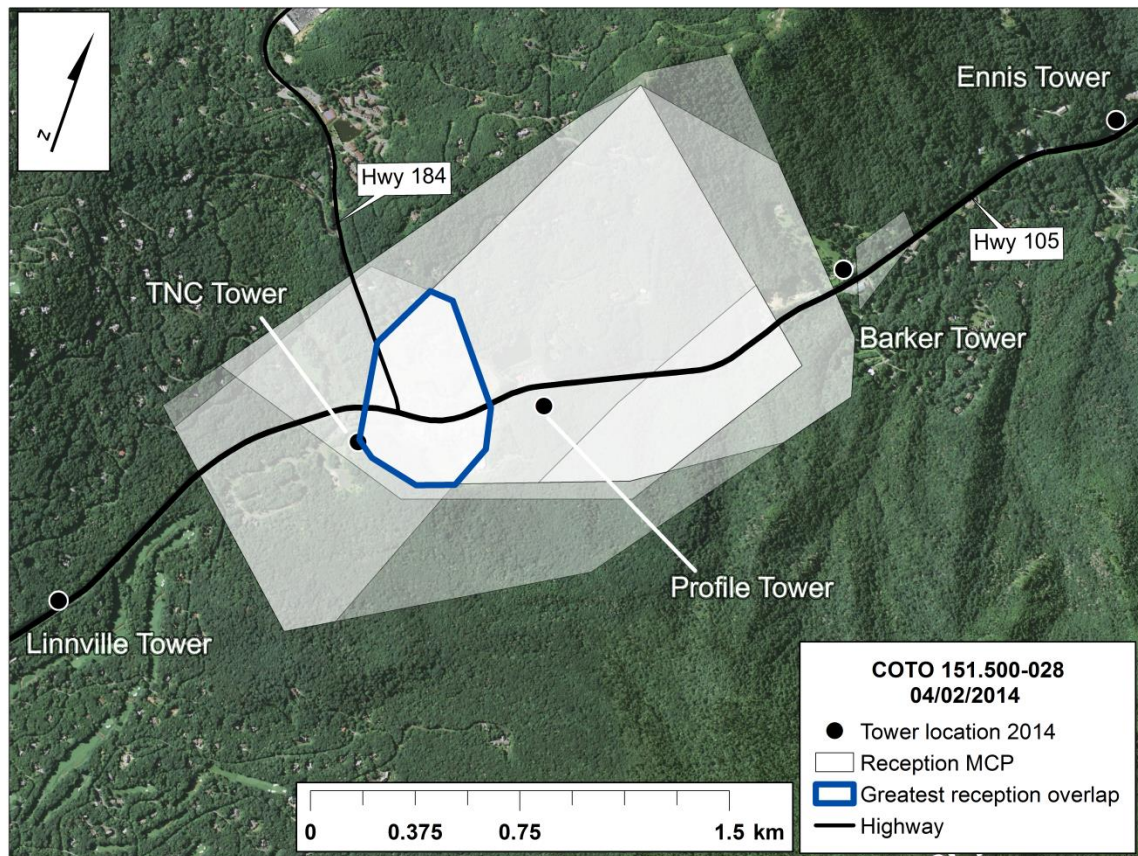 Ennis Tower
Hwy 184
Hwy 105
TNC Tower
Barker Tower
Profile Tower
Linnville Tower
N
COTO 151.500-028
04/02/2014
Tower location 2014
Reception MCP
Greatest reception overlap
Highway
0 0.375 0.75 1.5 km